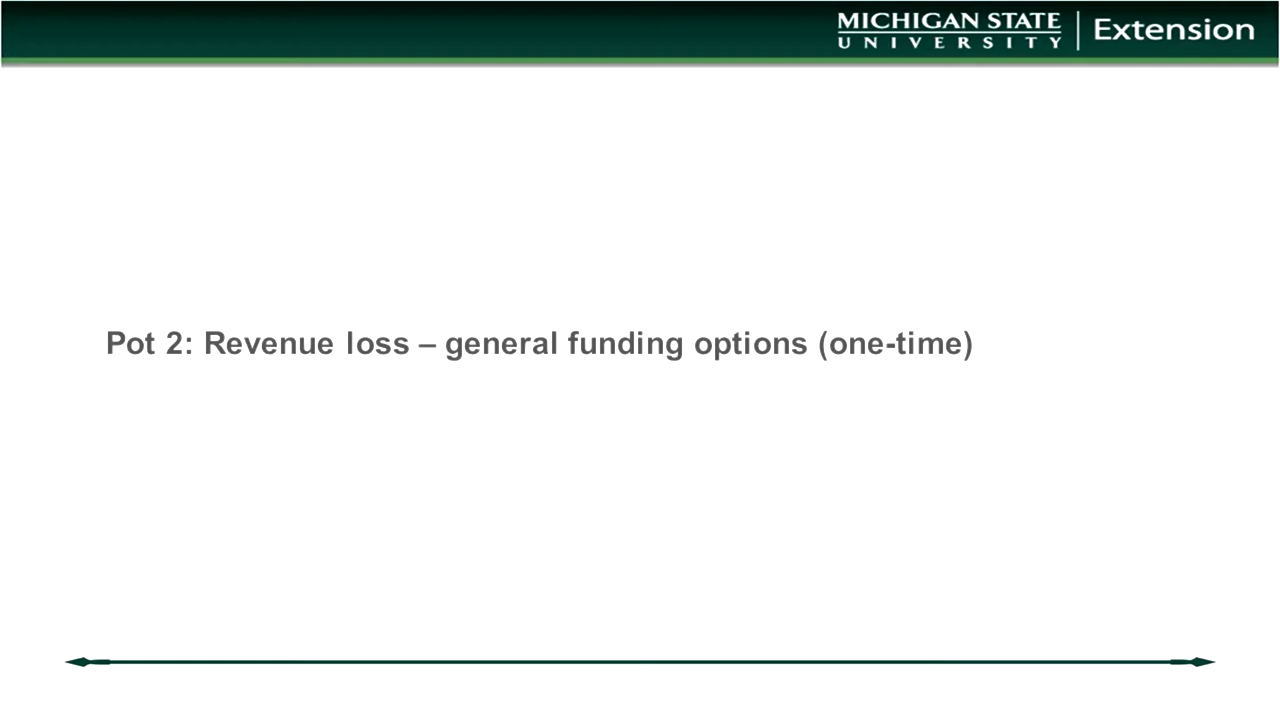 MICHIGAN STATE
UNIVERSITY
Extension
Pot 2: Revenue loss – general funding options (one-time)